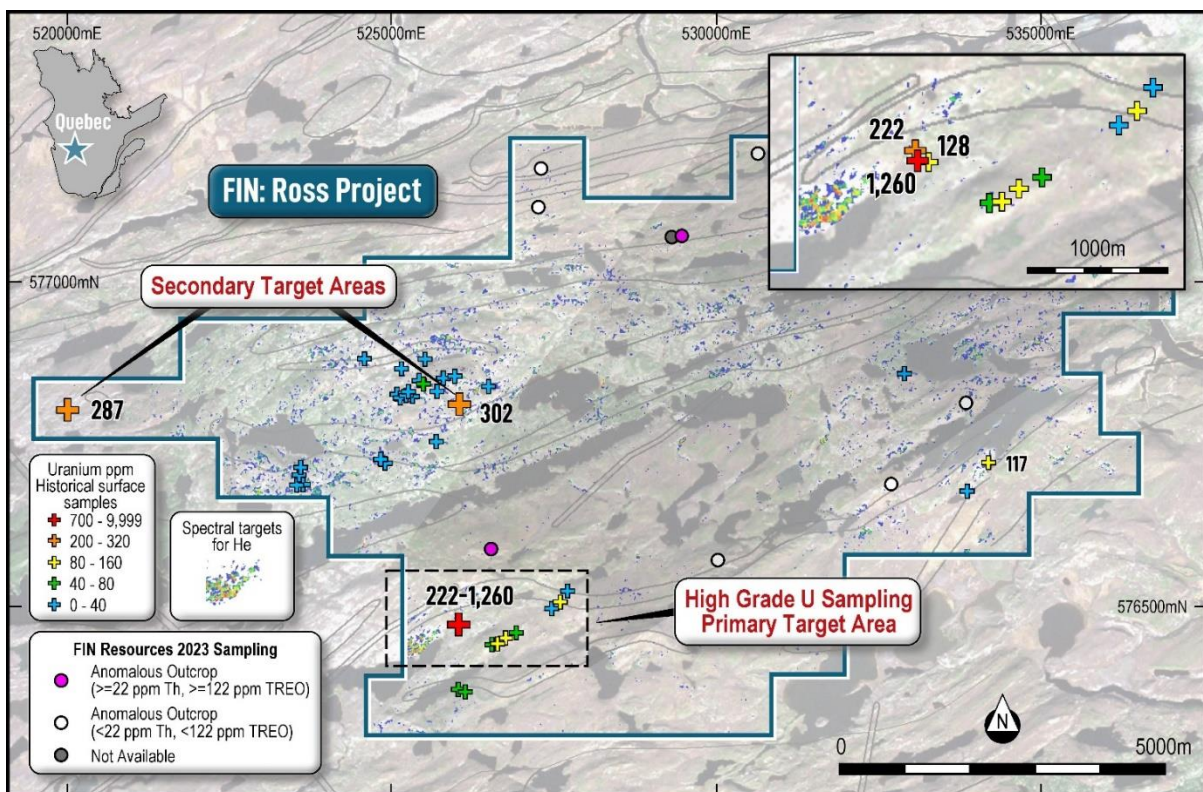 520000mE
525000mE
530000mE
535000mE
Quebec
FIN: Ross Project
222
128
1,260
1000m
577000mN
Secondary Target Areas
287
302
117
Uranium ppm
Historical surface
samples
700 - 9,999
200 - 320
80 - 160
40 - 80
0 - 40
Spectral targets
for He
222-1,260
High Grade U Sampling
Primary Target Area
576500mN
FIN Resources 2023 Sampling
Anomalous Outcrop
(>=22 ppm Th, >=122 ppm TREO)
Anomalous Outcrop
(<22 ppm Th, <122 ppm TREO)
Not Available
N
0
5000m